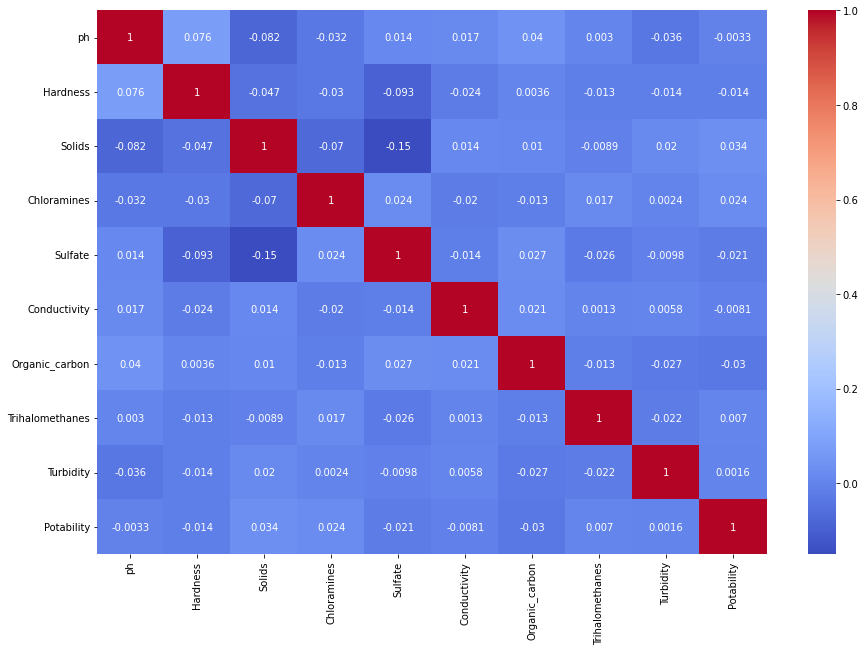 ph 1 0.076 -0.082 -0.032 0.014 0.017 0.04 0.003 -0.036 -0.0033
Hardness 0.076 1 -0.047 -0.03 -0.093 -0.024 0.0036 -0.013 -0.014 -0.014
Solids -0.082 -0.047 1 -0.07 -0.15 0.014 0.01 -0.0089 0.02 0.034
Chloramines -0.032 -0.03 -0.07 1 0.024 -0.02 -0.013 0.017 0.0024 0.024
Sulfate 0.014 -0.093 -0.15 0.024 1 -0.014 0.027 -0.026 -0.0098 -0.021
Conductivity 0.017 -0.024 0.014 -0.02 -0.014 1 0.021 0.0013 0.0058 -0.0081
Organic_carbon 0.04 0.0036 0.01 -0.013 0.027 0.021 1 -0.013 -0.027 -0.03
Trihalomethanes 0.003 -0.013 -0.0089 0.017 -0.026 0.0013 -0.013 1 -0.022 0.007
Turbidity -0.036 -0.014 0.02 0.0024 -0.0098 0.0058 -0.027 -0.022 1 0.0016
Potability -0.0033 -0.014 0.034 0.024 -0.021 -0.0081 -0.03 0.007 0.0016 1
ph Hardness Solids Chloramines Sulfate Conductivity Organic_carbon Trihalomethanes Turbidity Potability
1.0
0.8
0.6
0.4
0.2
0.0